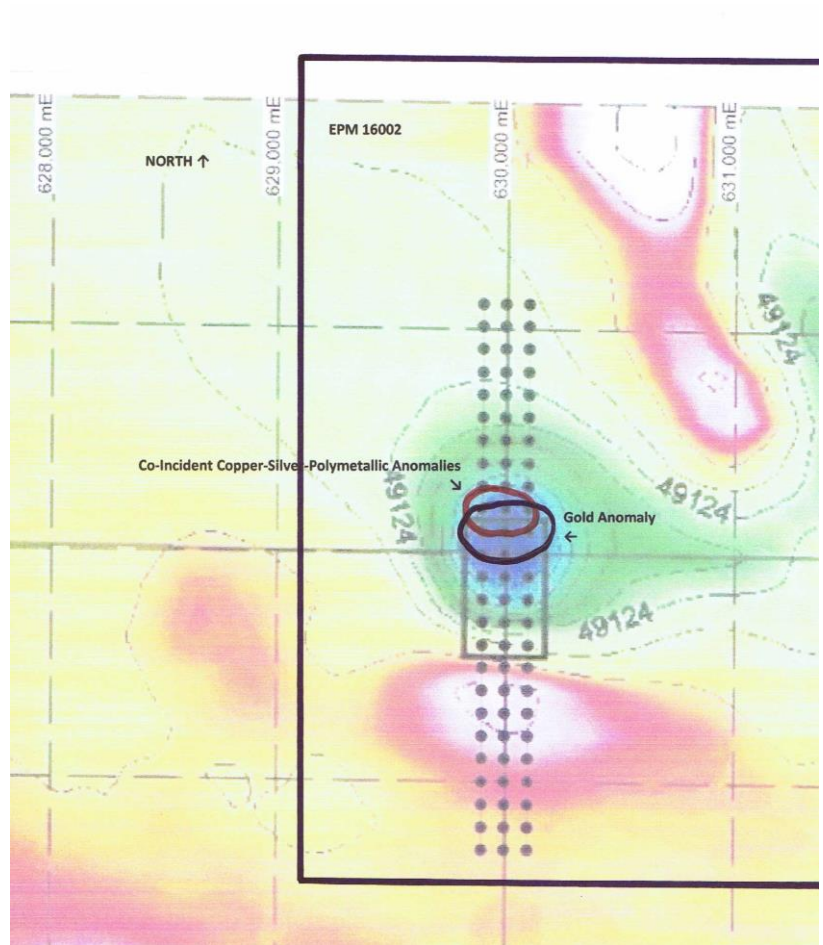 628.000 mE
629.000 mE
630.000 mE
631.000 mE
EPM 16002
NORTH ↑
49124
Co-Incident Copper-Silver-Polymetallic Anomalies
↘
49124
49124
Gold Anomaly
←
49124